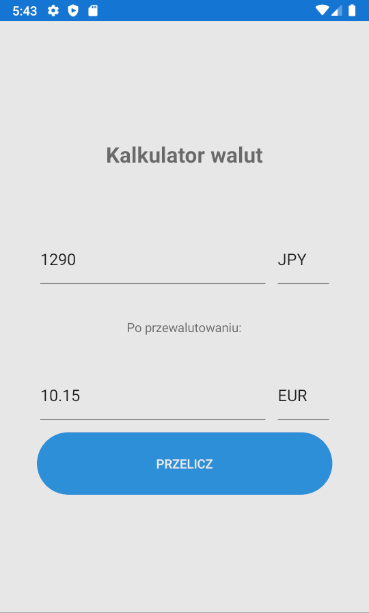 5:43
Kalkulator walut
1290 JPY
Po przewalutowaniu:
10.15 EUR
PRZELICZ